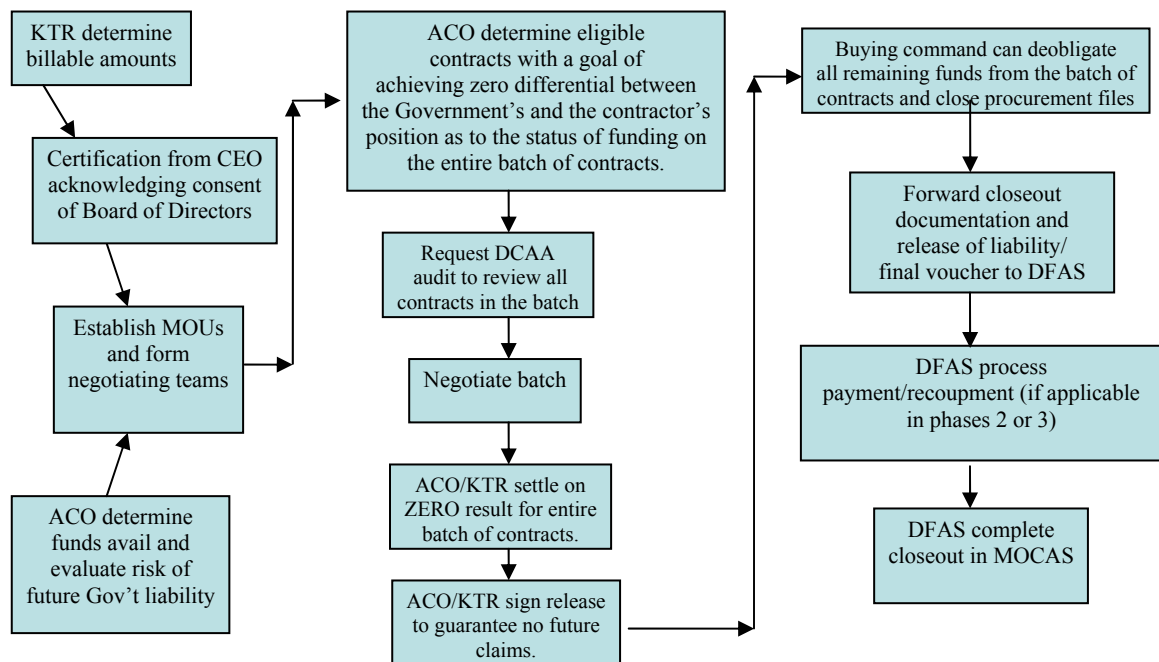 KTR determine
billable amounts
Certification from CEO
acknowledging consent
of Board of Directors
Establish MOUs
and form
negotiating teams
ACO determine
funds avail and
evaluate risk of
future Gov't liability
ACO determine eligible
contracts with a goal of
achieving zero differential between
the Government's and the contractor's
position as to the status of funding on
the entire batch of contracts.
Request DCAA
audit to review all
contracts in the batch
Negotiate batch
ACO/KTR settle on
ZERO result for entire
batch of contracts.
ACO/KTR sign release
to guarantee no future
claims.
Buying command can deobligate
all remaining funds from the batch of
contracts and close procurement files
Forward closeout
documentation and
release of liability/
final voucher to DFAS
DFAS process
payment/recoupment (if applicable
in phases 2 or 3)
DFAS complete
closeout in MOCAS